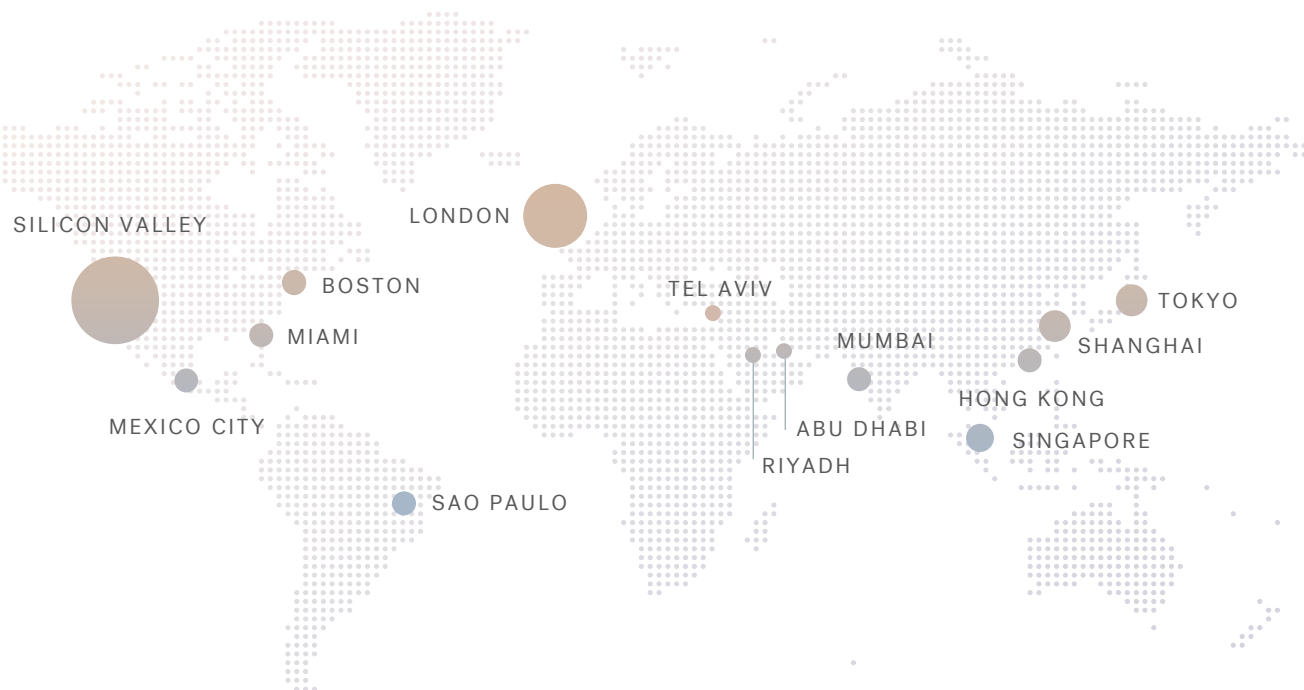 SILICON VALLEY
LONDON
BOSTON
TEL AVIV
TOKYO
MIAMI
MUMBAI
SHANGHAI
HONG KONG
MEXICO CITY
ABU DHABI
SINGAPORE
RIYADH
SAO PAULO